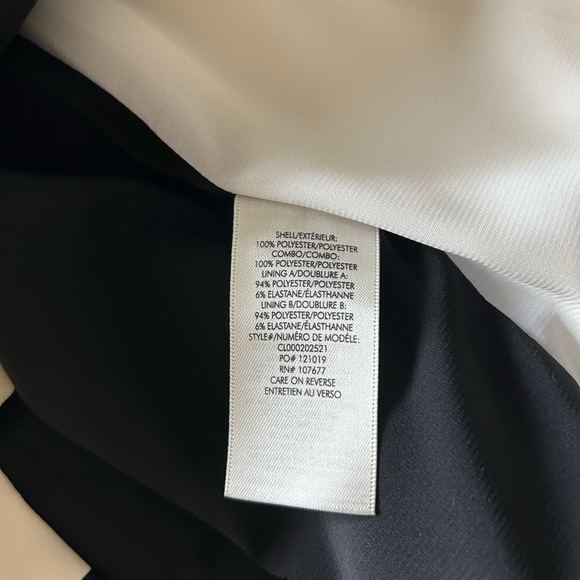 SHELL/EXTÉRIEUR:
100% POLYESTER/POLYESTER
COMBO/COMBO:
100% POLYESTER/POLYESTER
LINING A/DOUBLURE A:
94% POLYESTER/POLYESTER
6% ELASTANE/ÉLASTHANNE
LINING B/DOUBLURE B:
94% POLYESTER/POLYESTER
6% ELASTANE/ÉLASTHANNE
STYLE#/NUMÉRO DE MODÈLE:
CL000202521
PO# 121019
RN# 107677
CARE ON REVERSE
ENTRETIEN AU VERSO